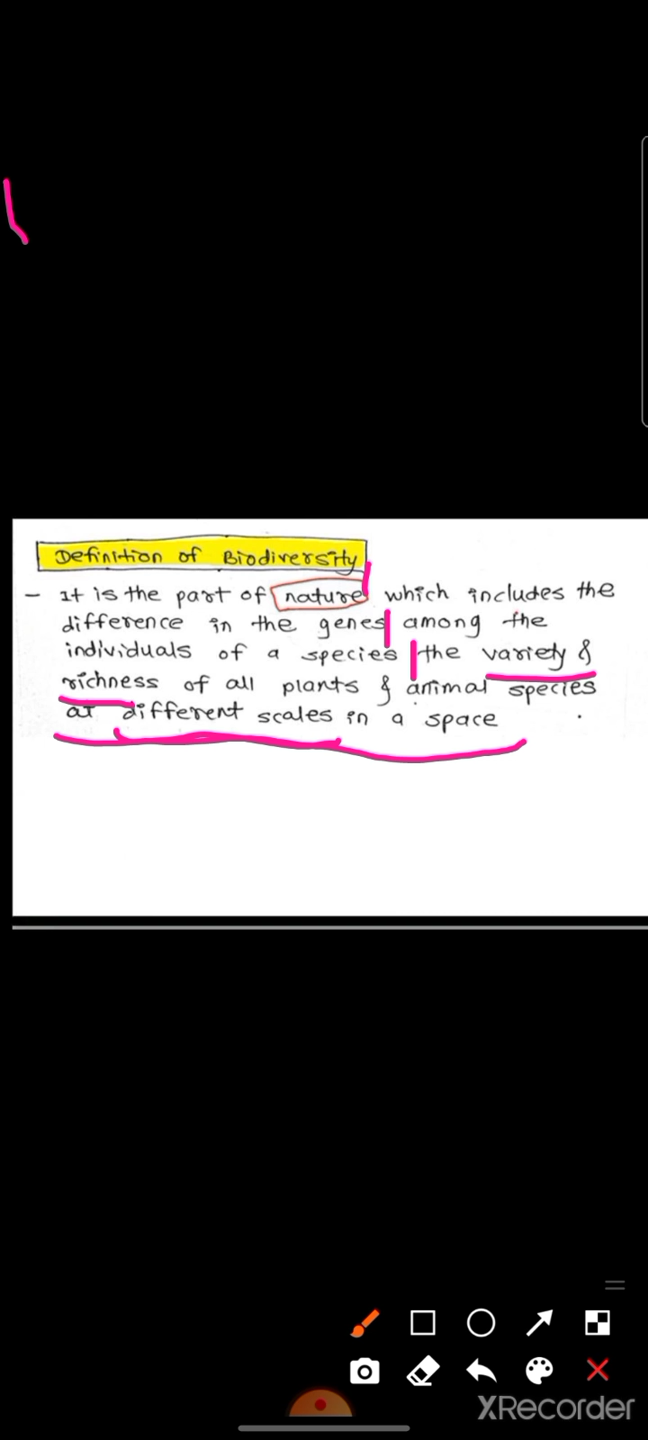 Definition of Biodiversity
- It is the part of nature which includes the
difference in the genes among the
individuals of a species the variety &
richness of all plants & animal species
at different scales in a space .
XRecorder